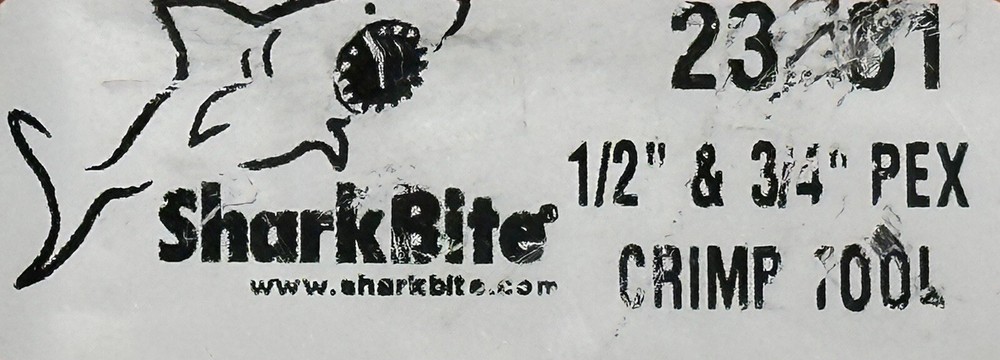 1/2" & 3/4" PEX
CRIMP TOOL
SharkBite®
www.sharkbite.com